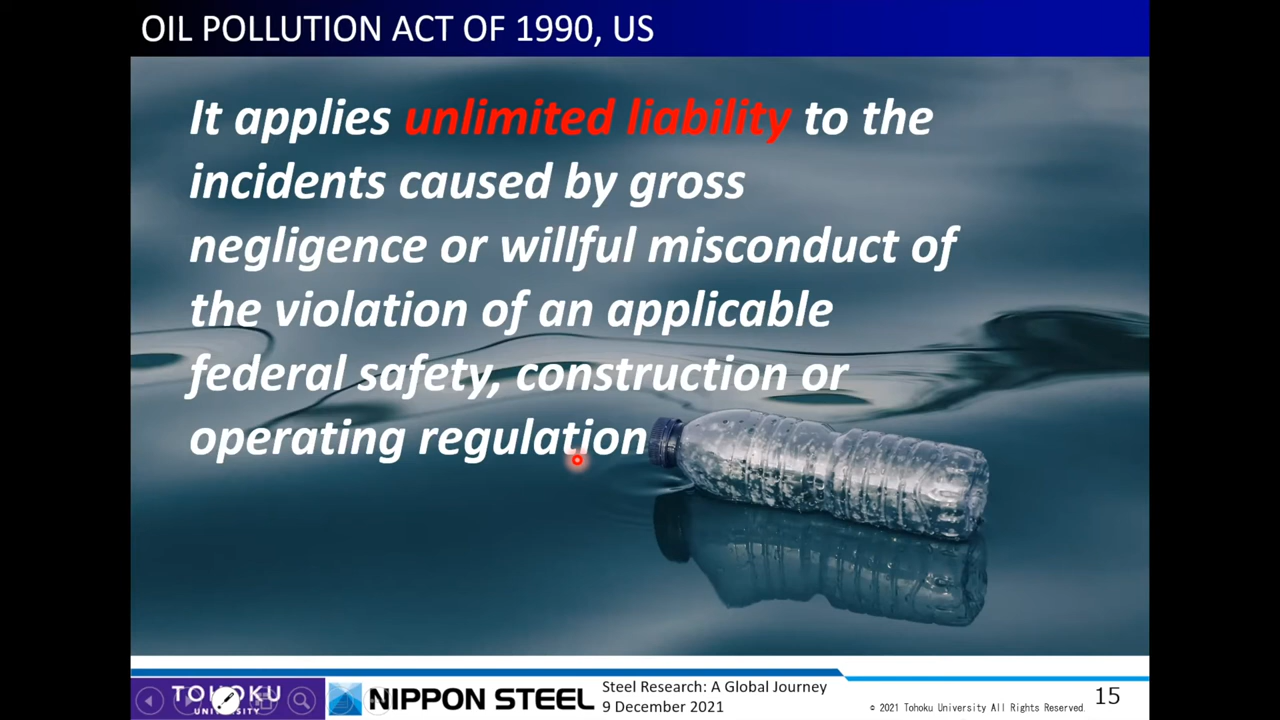 OIL POLLUTION ACT OF 1990, US
It applies unlimited liability to the
incidents caused by gross
negligence or willful misconduct of
the violation of an applicable
federal safety, construction or
operating regulation
TOHOKU
UNIVERSITY
NIPPON STEEL
Steel Research: A Global Journey
9 December 2021
© 2021 Tohoku University All Rights Reserved.
15